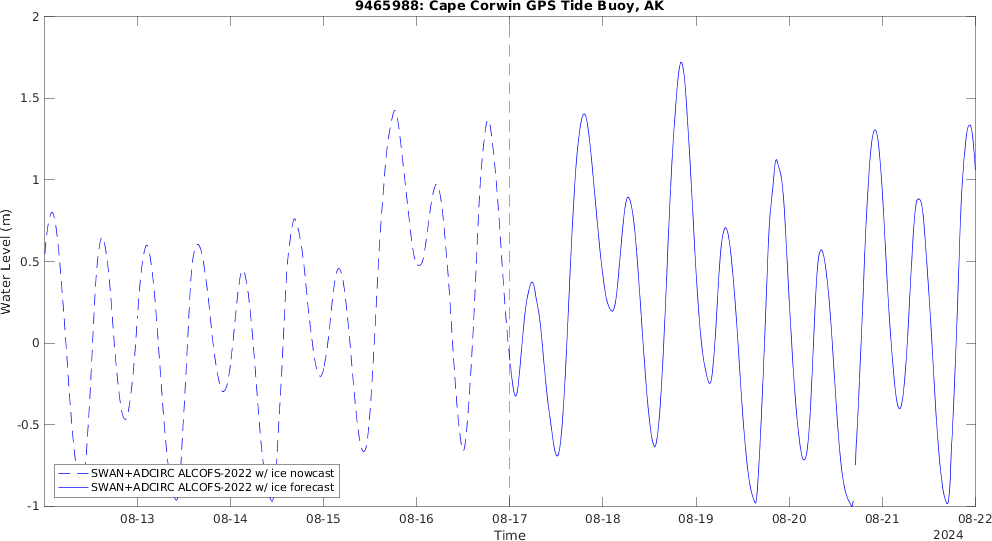 9465988: Cape Corwin GPS Tide Buoy, AK
2
1.5
1
0.5
0
-0.5
-1
Water Level (m)
SWAN+ADCIRC ALCOFS-2022 w/ ice nowcast
SWAN+ADCIRC ALCOFS-2022 w/ ice forecast
08-13 08-14 08-15 08-16 08-17 08-18 08-19 08-20 08-21 08-22
Time
2024